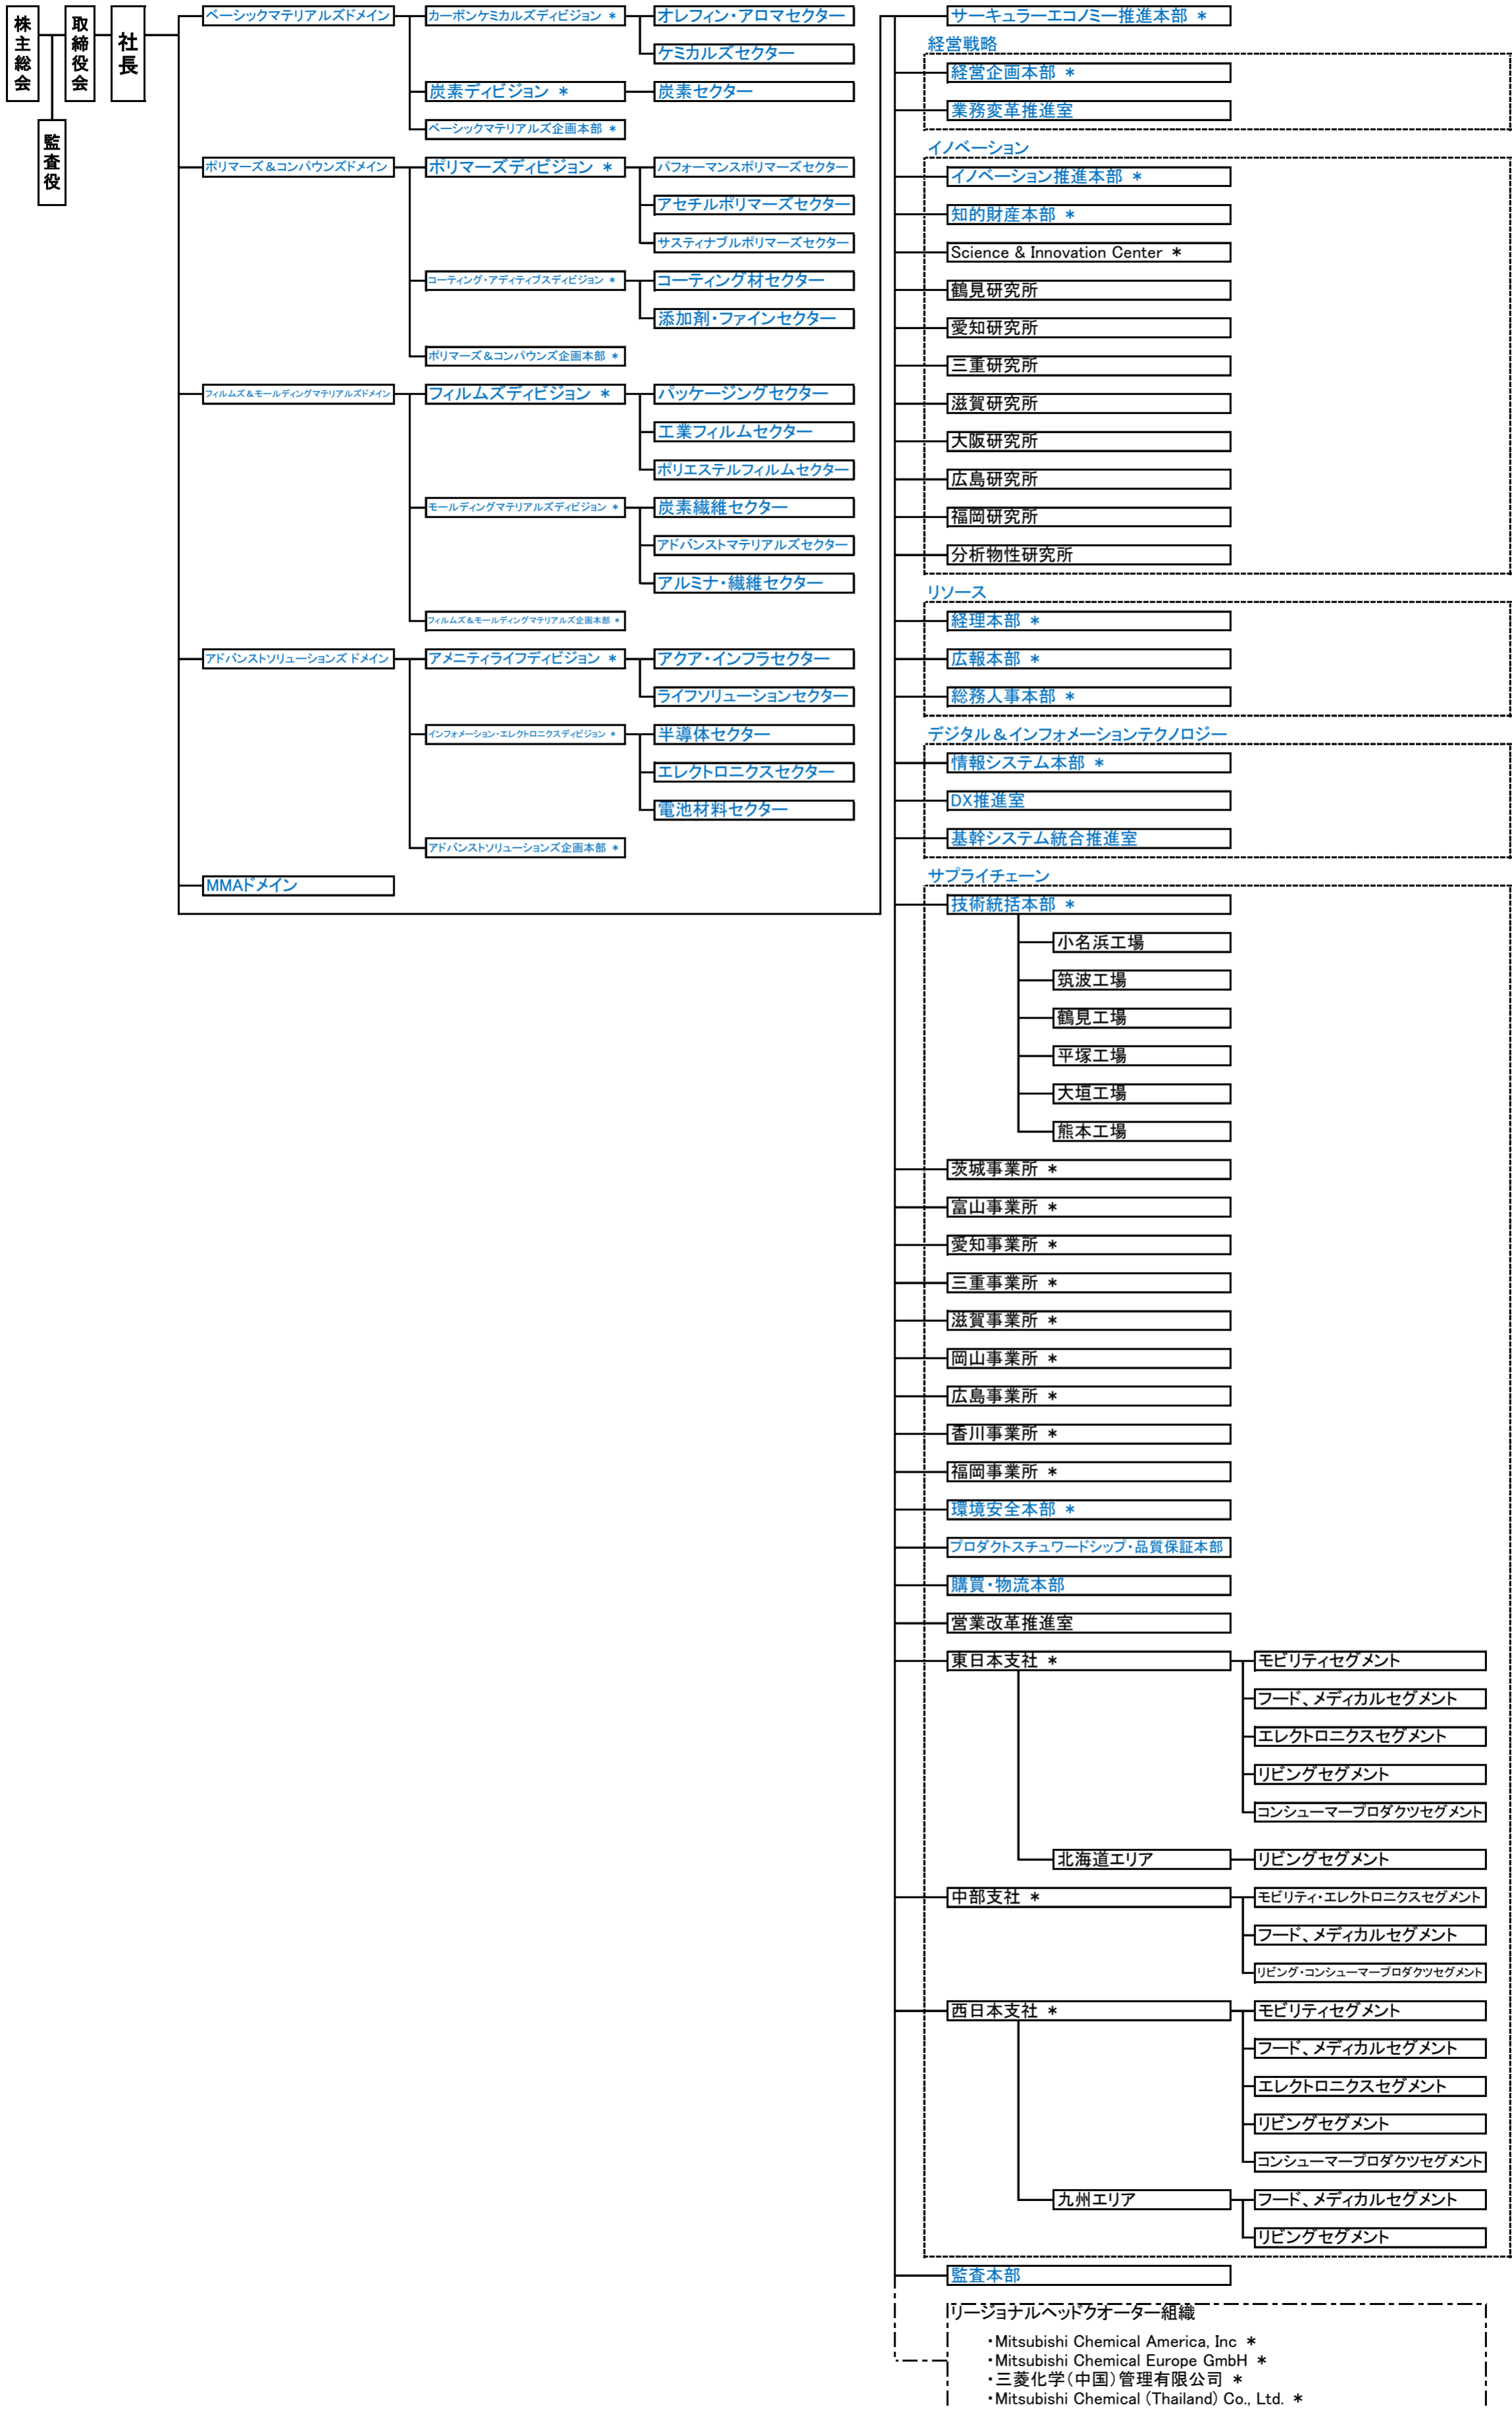 株主総会
取締役会
社長
監査役
ベーシックマテリアルズドメイン
カーボンケミカルズディビジョン *
オレフィン・アロマセクター
ケミカルズセクター
炭素ディビジョン *
炭素セクター
ベーシックマテリアルズ企画本部 *
ポリマーズ&コンパウンズドメイン
ポリマーズディビジョン *
パフォーマンスポリマーズセクター
アセチルポリマーズセクター
サスティナブルポリマーズセクター
コーティング・アディティブスディビジョン *
コーティング材セクター
添加剤・ファインセクター
ポリマーズ&コンパウンズ企画本部 *
フィルムズ&モールディングマテリアルズドメイン
フィルムズディビジョン *
パッケージングセクター
工業フィルムセクター
ポリエステルフィルムセクター
モールディングマテリアルズディビジョン *
炭素繊維セクター
アドバンストマテリアルズセクター
アルミナ・繊維セクター
フィルムズ&モールディングマテリアルズ企画本部 *
アドバンストソリューションズドメイン
アメニティライフディビジョン *
アクア・インフラセクター
ライフソリューションセクター
インフォメーション・エレクトロニクスディビジョン *
半導体セクター
エレクトロニクスセクター
電池材料セクター
アドバンストソリューションズ企画本部 *
MMAドメイン
サーキュラーエコノミー推進本部 *
経営戦略
経営企画本部 *
業務変革推進室
イノベーション
イノベーション推進本部 *
知的財産本部 *
Science & Innovation Center *
鶴見研究所
愛知研究所
三重研究所
滋賀研究所
大阪研究所
広島研究所
福岡研究所
分析物性研究所
リソース
経理本部 *
広報本部 *
総務人事本部 *
デジタル&インフォメーションテクノロジー
情報システム本部 *
DX推進室
基幹システム統合推進室
サプライチェーン
技術統括本部 *
小名浜工場
筑波工場
鶴見工場
平塚工場
大垣工場
熊本工場
茨城事業所 *
富山事業所 *
愛知事業所 *
三重事業所 *
滋賀事業所 *
岡山事業所 *
広島事業所 *
香川事業所 *
福岡事業所 *
環境安全本部 *
プロダクトスチュワードシップ・品質保証本部
購買・物流本部
営業改革推進室
東日本支社 *
モビリティセグメント
フード、メディカルセグメント
エレクトロニクスセグメント
リビングセグメント
コンシューマープロダクツセグメント
北海道エリア
リビングセグメント
中部支社 *
モビリティ・エレクトロニクスセグメント
フード、メディカルセグメント
リビング・コンシューマープロダクツセグメント
西日本支社 *
モビリティセグメント
フード、メディカルセグメント
エレクトロニクスセグメント
リビングセグメント
コンシューマープロダクツセグメント
九州エリア
フード、メディカルセグメント
リビングセグメント
監査本部
リージョナルヘッドクオーター組織
・Mitsubishi Chemical America, Inc *
・Mitsubishi Chemical Europe GmbH *
・三菱化学(中国)管理有限公司 *
・Mitsubishi Chemical (Thailand) Co., Ltd. *